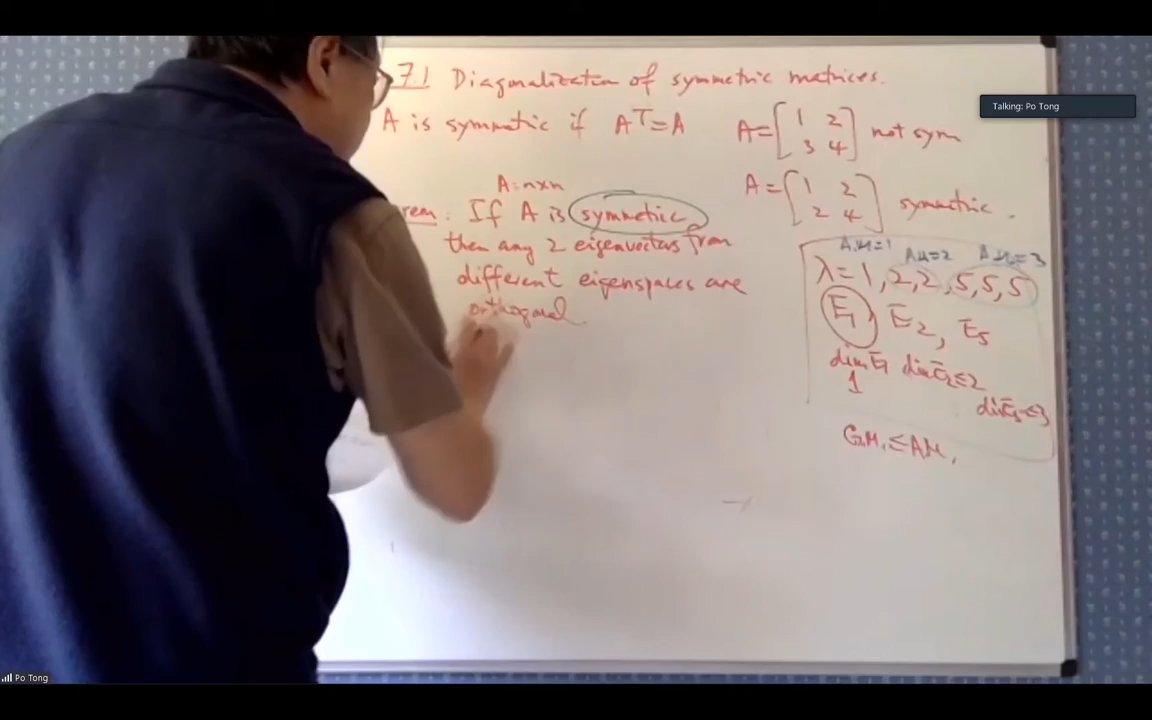 7.1 Diagonalization of symmetric matrices.
A is symmetric if A^T=A
A=[1 2; 3 4] not sym
A: n×n
A=[1 2; 2 4] symmetric.
If A is symmetric,
then any 2 eigenvectors from
different eigenspaces are
orthogonal.
A.M=1 AM=2 A.M.=3
λ=1, 2, 2, 5, 5, 5
E₁ E₂, E₅
dim E₁ dim E₂≤2
1
dim E₅≤3
G.M. ≤ AM.
Talking: Po Tong
Po Tong